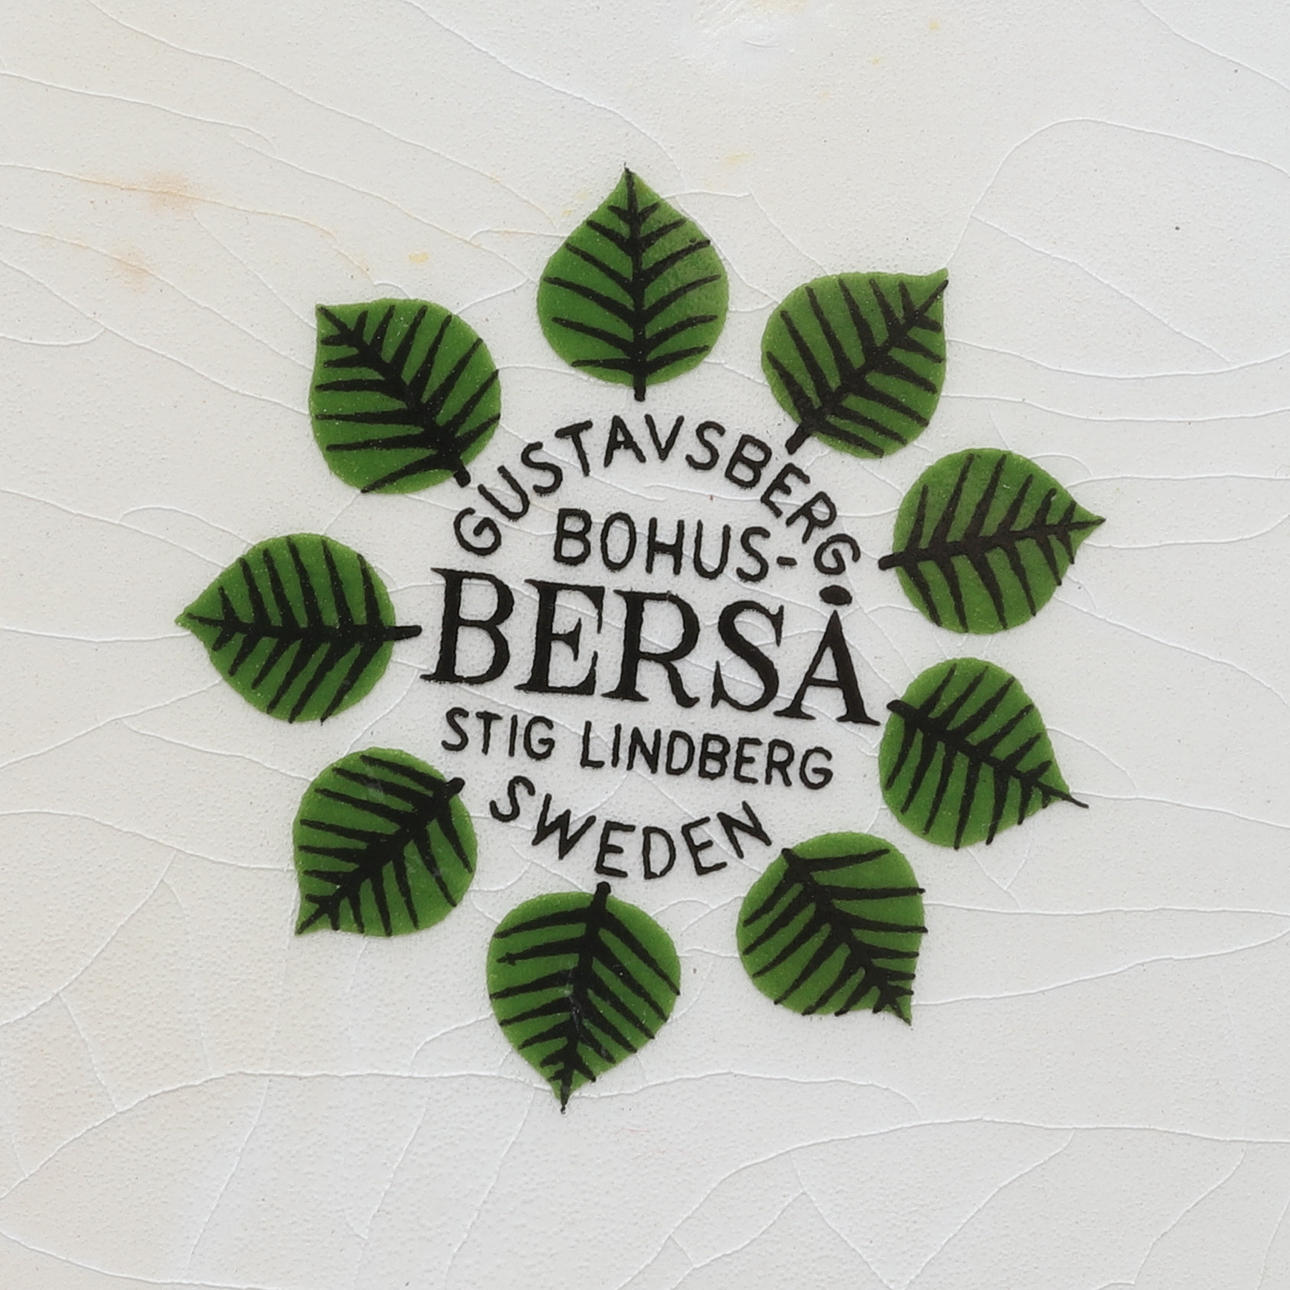 GUSTAVSBERG
BOHUS-
BERSÅ
STIG LINDBERG
SWEDEN